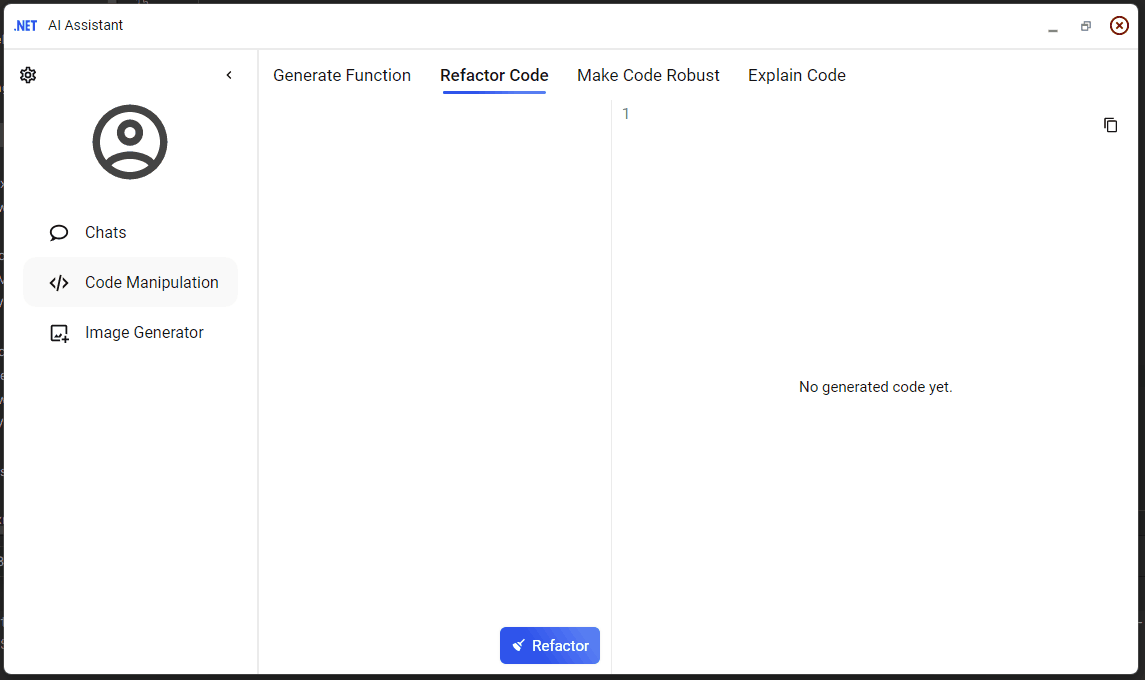 .NET AI Assistant
Generate Function Refactor Code Make Code Robust Explain Code
1
Chats
Code Manipulation
Image Generator
No generated code yet.
Refactor